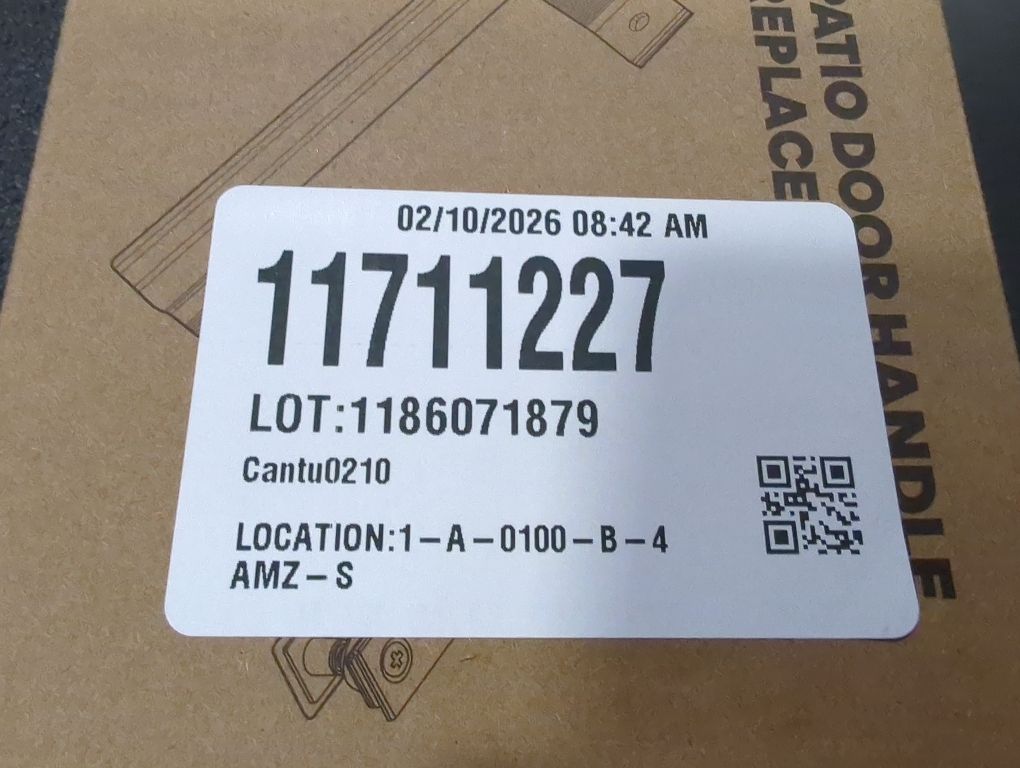 PATIO DOOR HANDLE
REPLACE
02/10/2026 08:42 AM
11711227
LOT:1186071879
Cantu0210
LOCATION:1-A-0100-B-4
AMZ-S